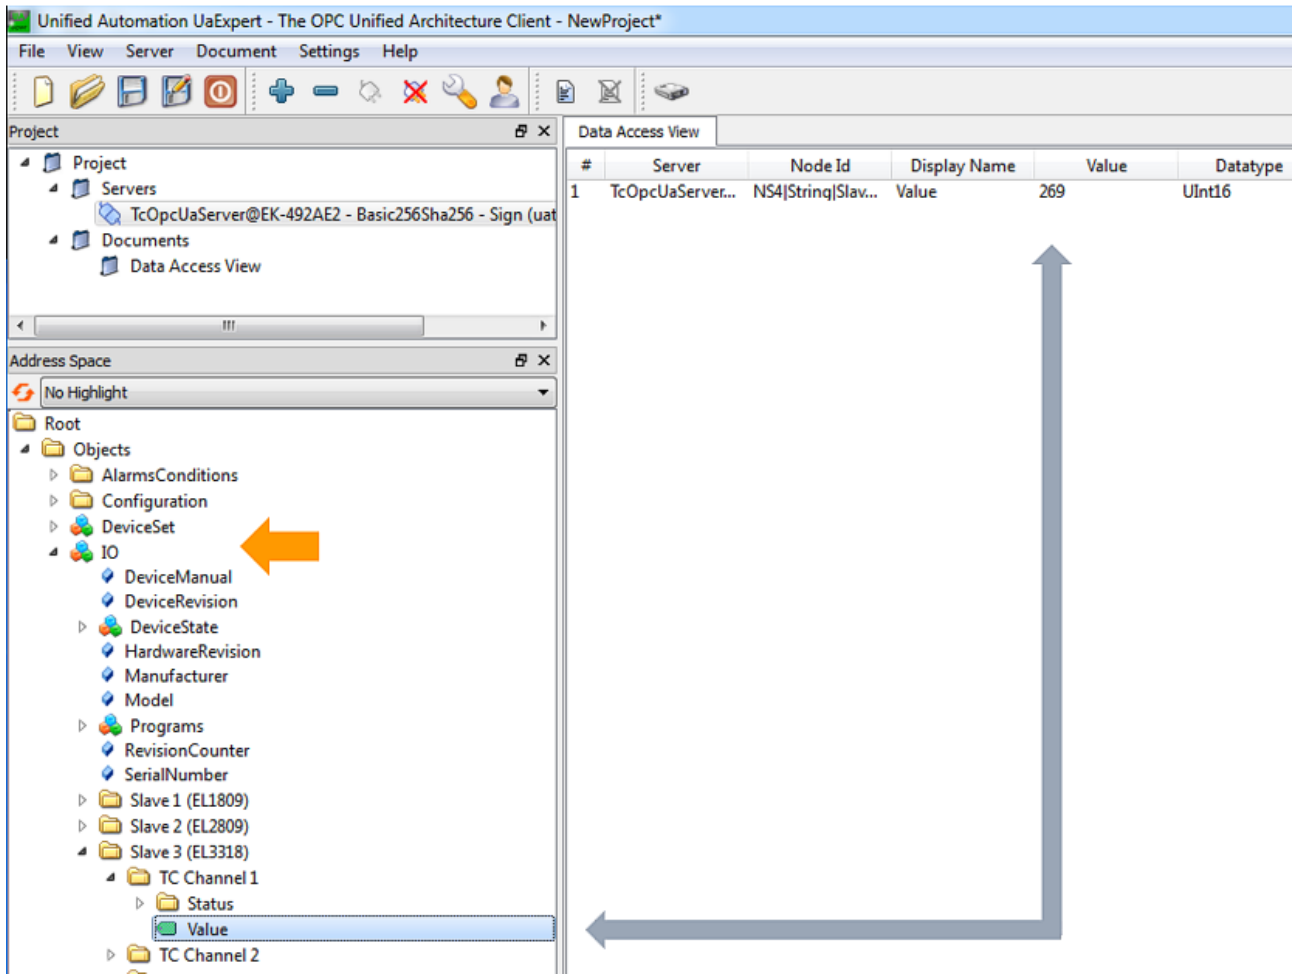 Unified Automation UaExpert - The OPC Unified Architecture Client - NewProject*
File View Server Document Settings Help
Project
Project
Servers
TcOpcUaServer@EK-492AE2 - Basic256Sha256 - Sign (uat
Documents
Data Access View
Data Access View
# Server Node Id Display Name Value Datatype
1 TcOpcUaServer... NS4|String|Slav... Value 269 UInt16
Address Space
No Highlight
Root
Objects
AlarmsConditions
Configuration
DeviceSet
IO
DeviceManual
DeviceRevision
DeviceState
HardwareRevision
Manufacturer
Model
Programs
RevisionCounter
SerialNumber
Slave 1 (EL1809)
Slave 2 (EL2809)
Slave 3 (EL3318)
TC Channel 1
Status
Value
TC Channel 2